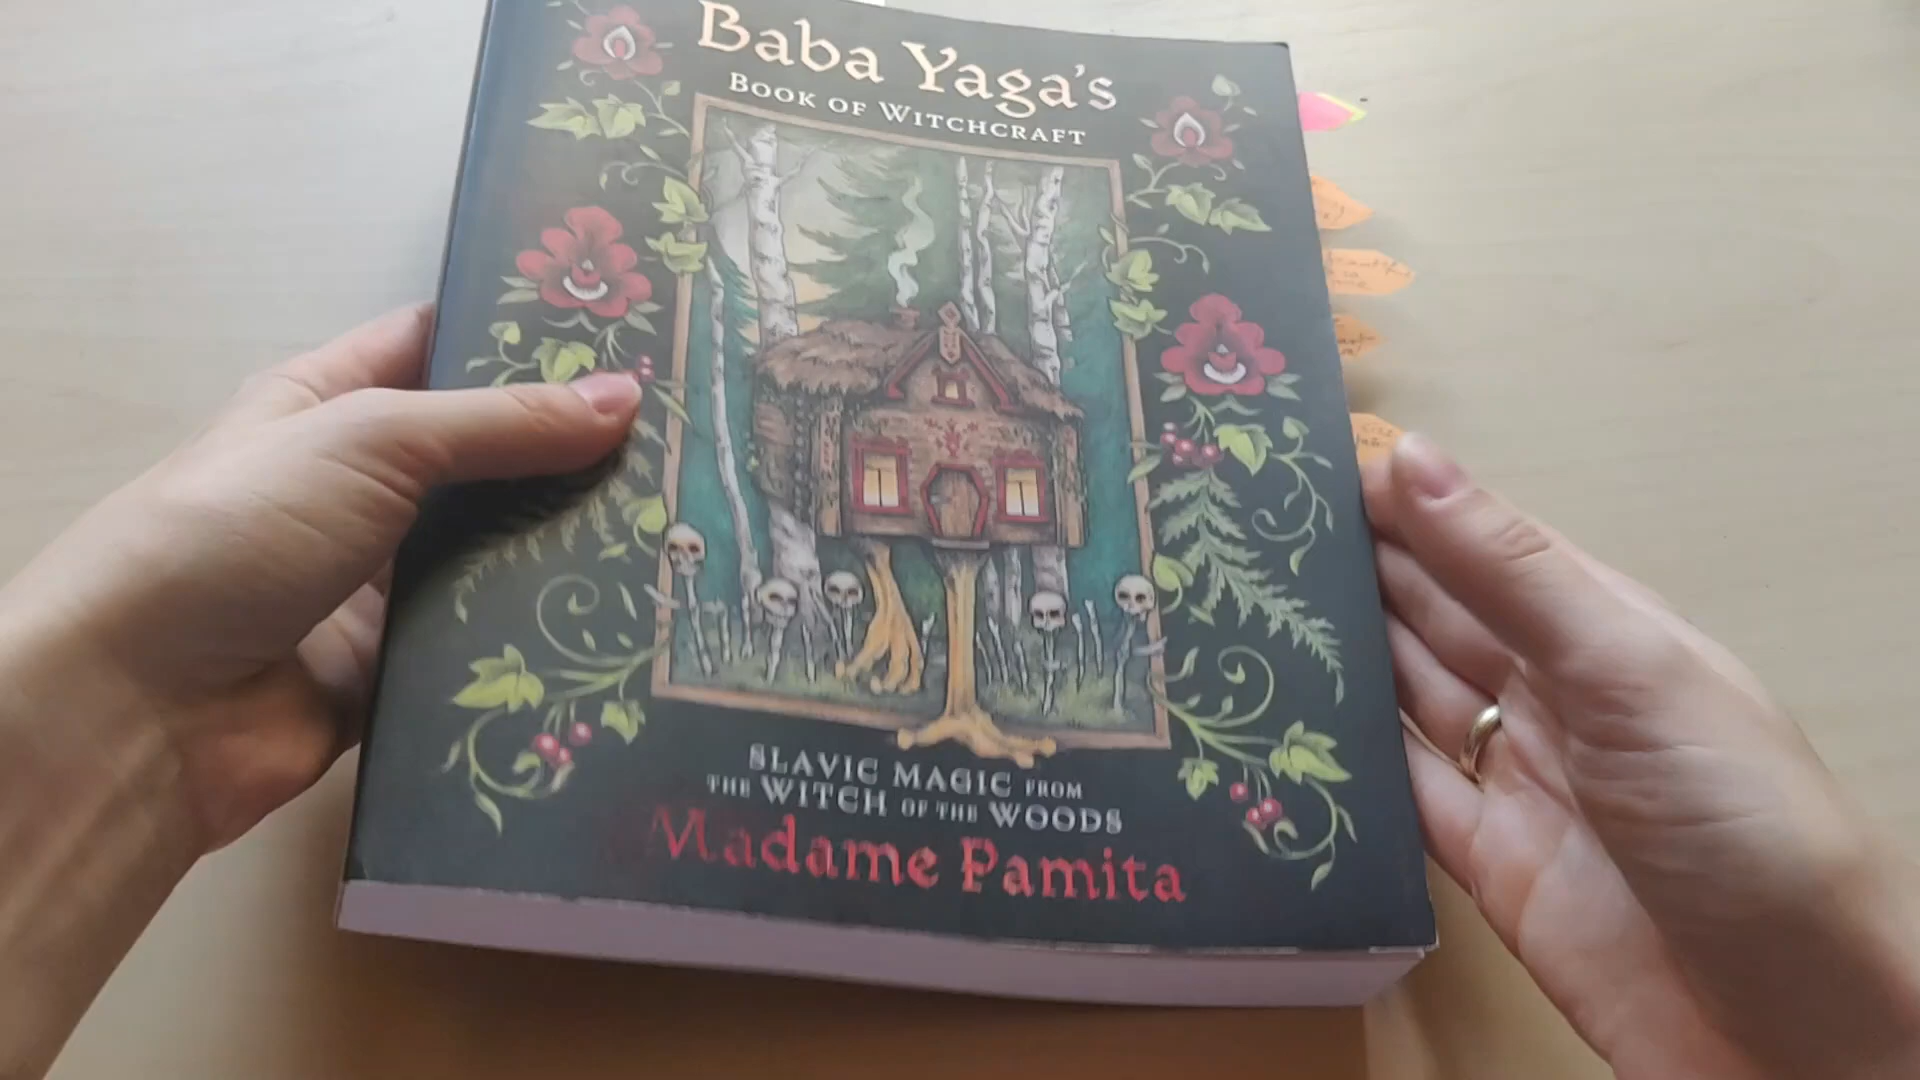 Baba Yaga's
BOOK OF WITCHCRAFT
SLAVIC MAGIC FROM
THE WITCH OF THE WOODS
Madame Pamita